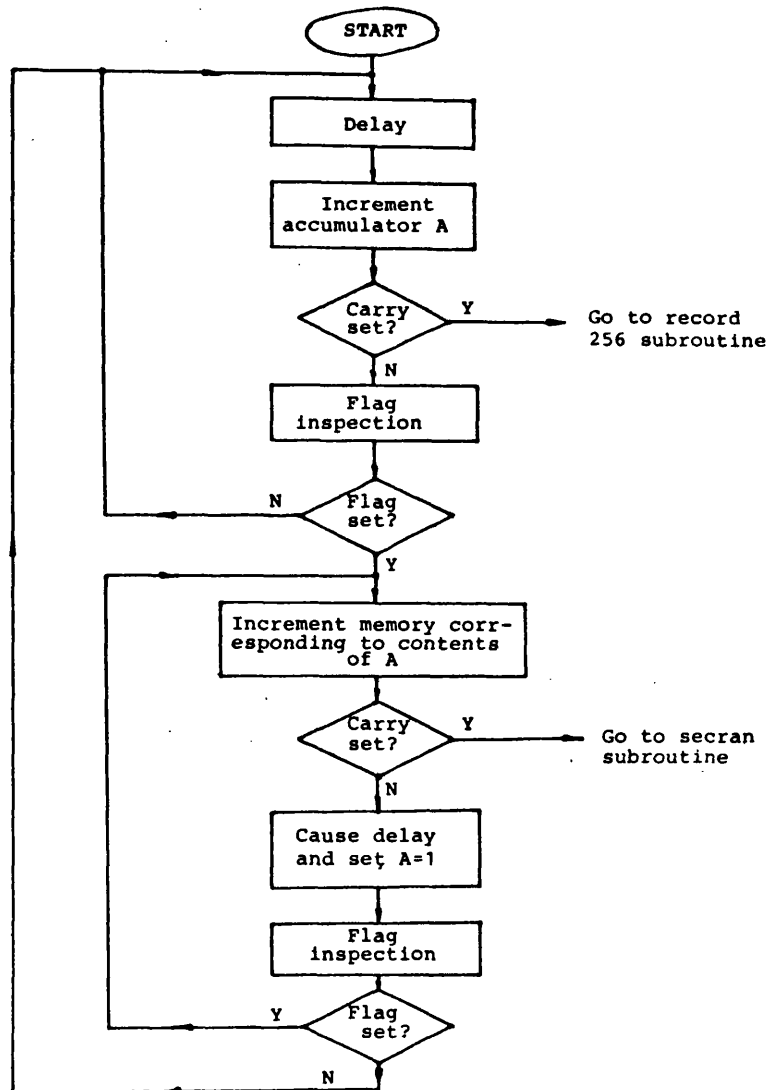 START
Delay
Increment
accumulator A
Carry
set?
Y
Go to record
256 subroutine
N
Flag
inspection
N
Flag
set?
Y
Increment memory corr-
esponding to contents
of A
Carry
set?
Y
Go to secran
subroutine
N
Cause delay
and set A=1
Flag
inspection
Y
Flag
set?
N